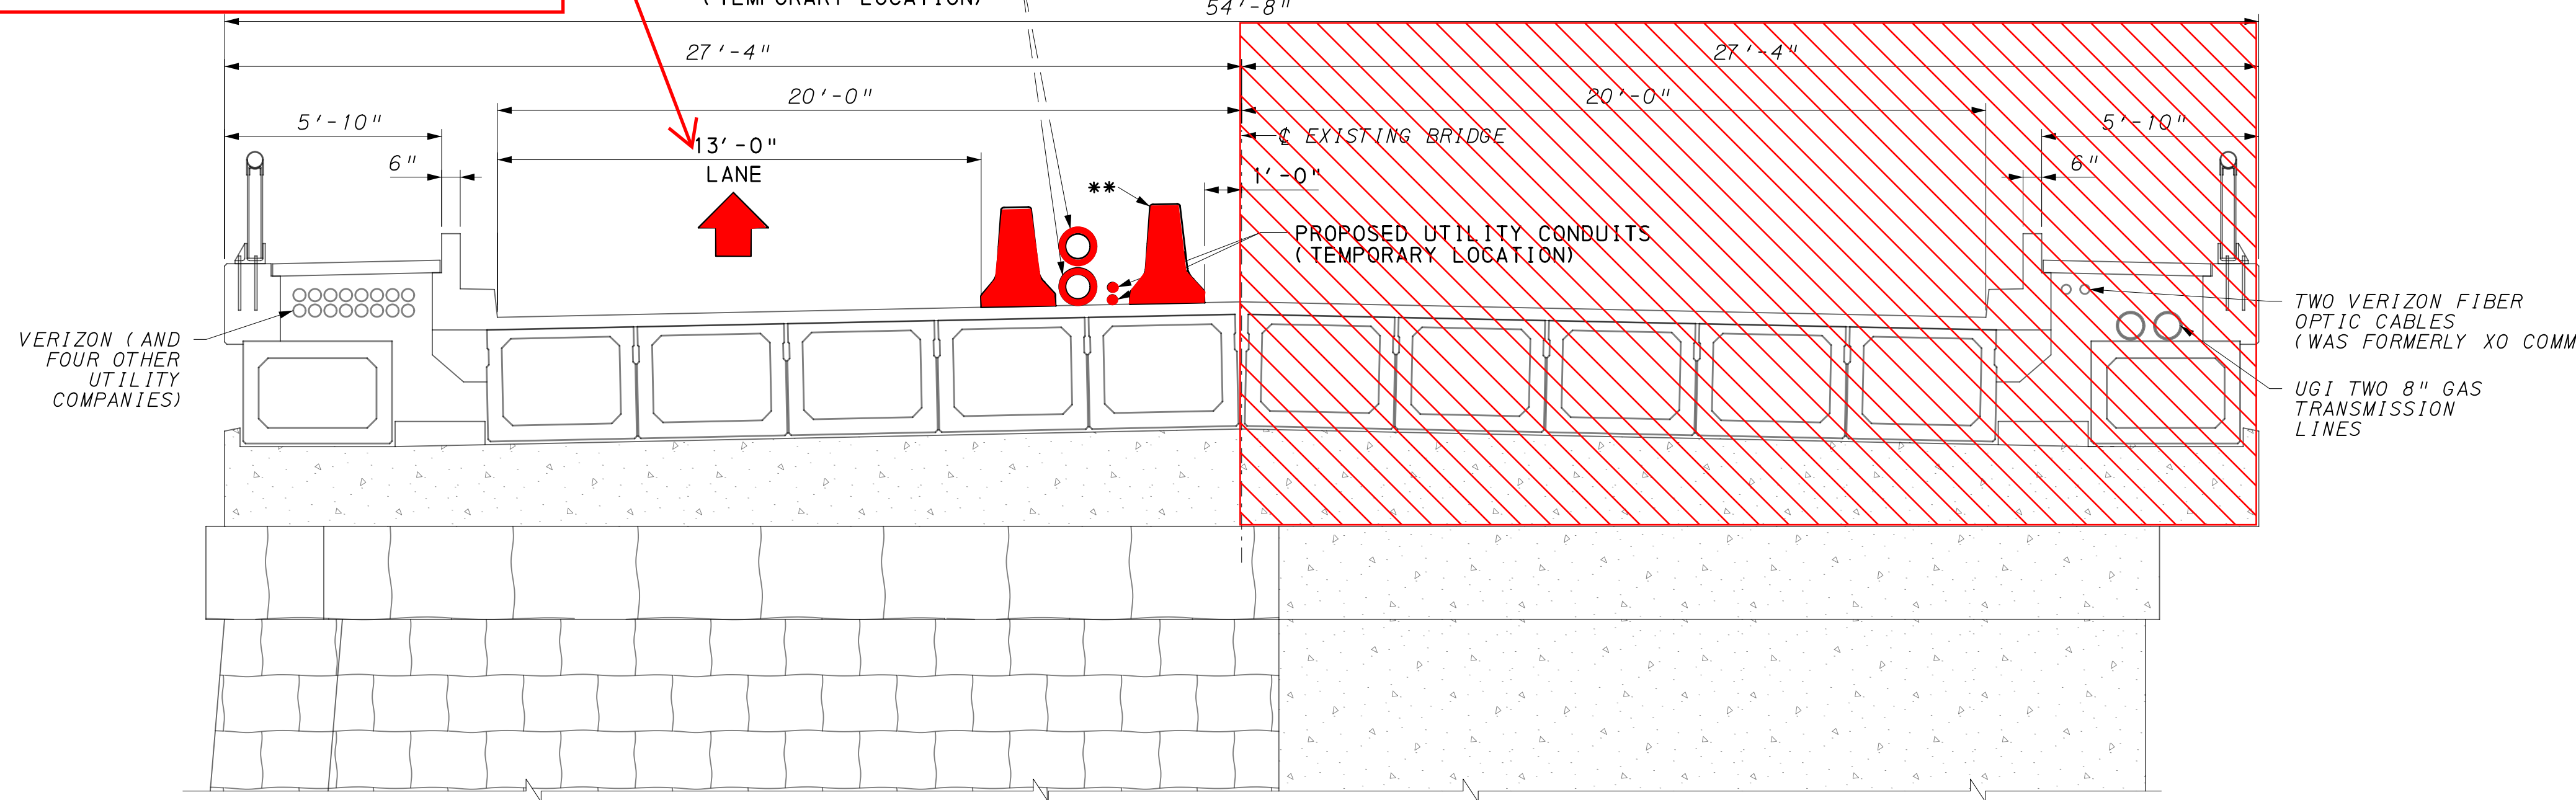 (TEMPORARY LOCATION)
54'-8"
27'-4"
27'-4"
20'-0"
20'-0"
5'-10"
5'-10"
6"
6"
13'-0"
LANE
**
1'-0"
℄ EXISTING BRIDGE
PROPOSED UTILITY CONDUITS
(TEMPORARY LOCATION)
VERIZON (AND
FOUR OTHER
UTILITY
COMPANIES)
TWO VERIZON FIBER
OPTIC CABLES
(WAS FORMERLY XO COMM
UGI TWO 8" GAS
TRANSMISSION
LINES